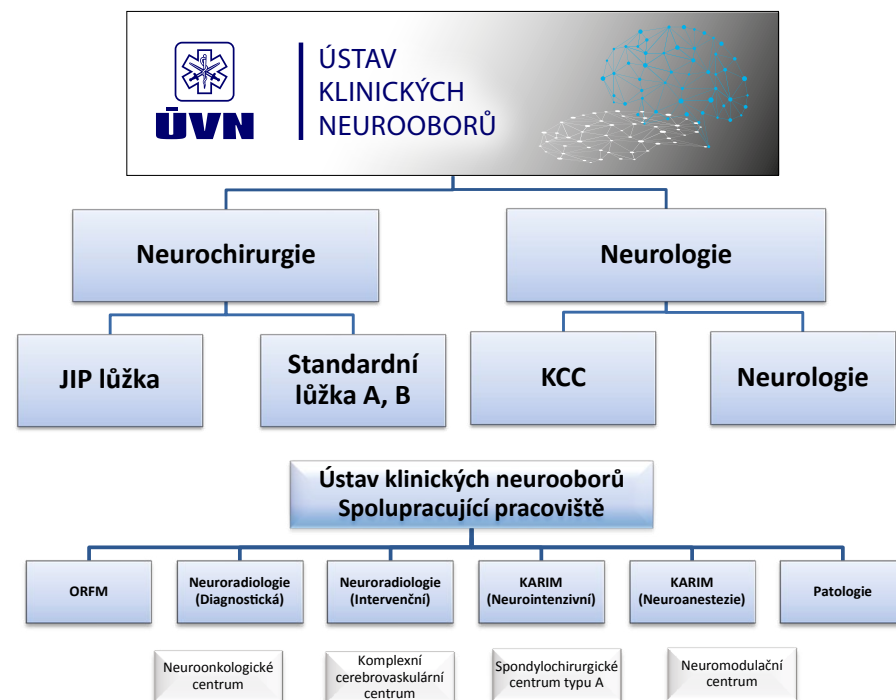 ÚVN
ÚSTAV
KLINICKÝCH
NEUROOBORŮ
Neurochirurgie
Neurologie
JIP lůžka
Standardní
lůžka A, B
KCC
Neurologie
Ústav klinických neurooborů
Spolupracující pracoviště
ORFM
Neuroradiologie
(Diagnostická)
Neuroradiologie
(Intervenční)
KARIM
(Neurointenzivní)
KARIM
(Neuroanestezie)
Patologie
Neuroonkologické
centrum
Komplexní
cerebrovaskulární
centrum
Spondylochirurgické
centrum typu A
Neuromodulační
centrum